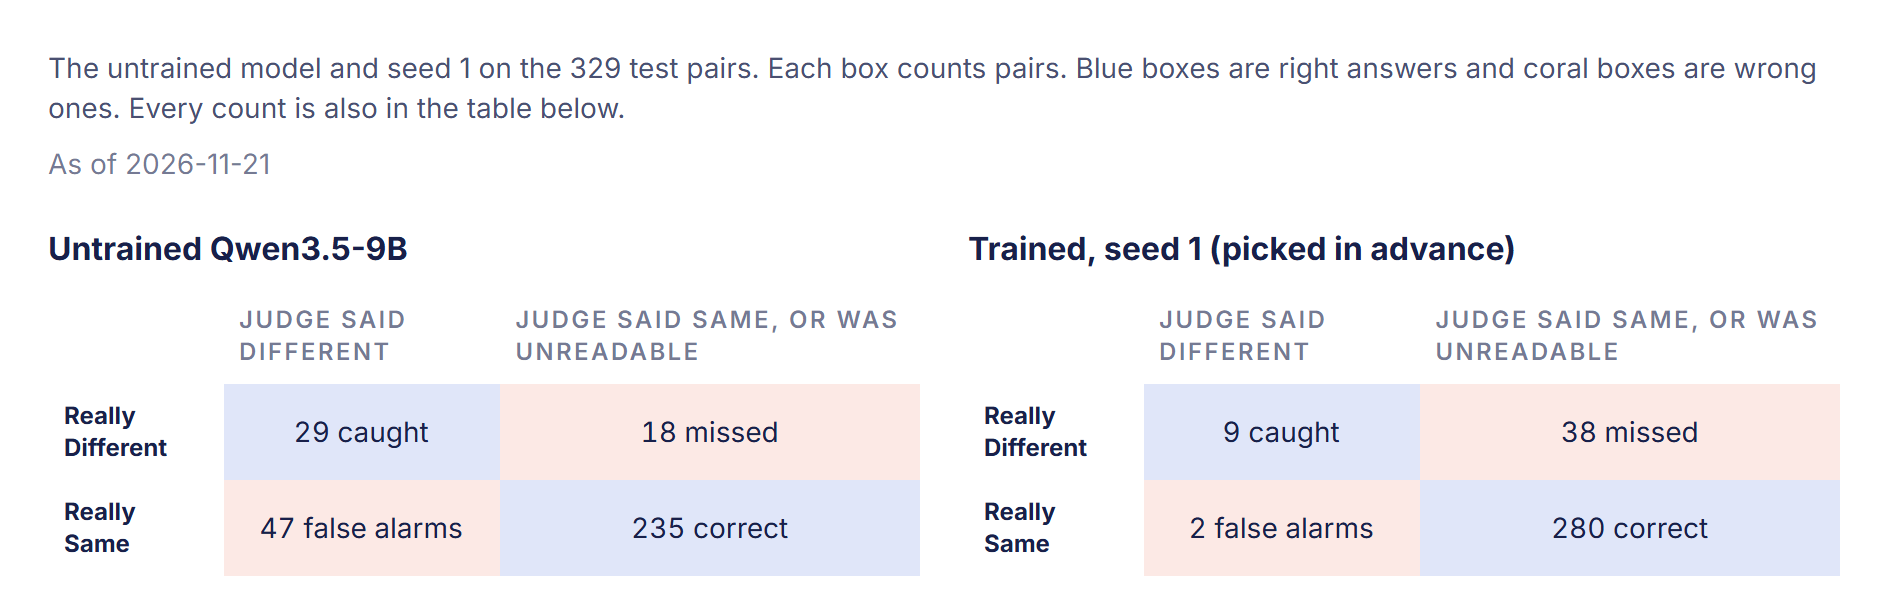 The untrained model and seed 1 on the 329 test pairs. Each box counts pairs. Blue boxes are right answers and coral boxes are wrong
ones. Every count is also in the table below.
As of 2026-11-21
Untrained Qwen3.5-9B
JUDGE SAID
DIFFERENT
JUDGE SAID SAME, OR WAS
UNREADABLE
Really
Different
29 caught
18 missed
Really
Same
47 false alarms
235 correct
Trained, seed 1 (picked in advance)
JUDGE SAID
DIFFERENT
JUDGE SAID SAME, OR WAS
UNREADABLE
Really
Different
9 caught
38 missed
Really
Same
2 false alarms
280 correct